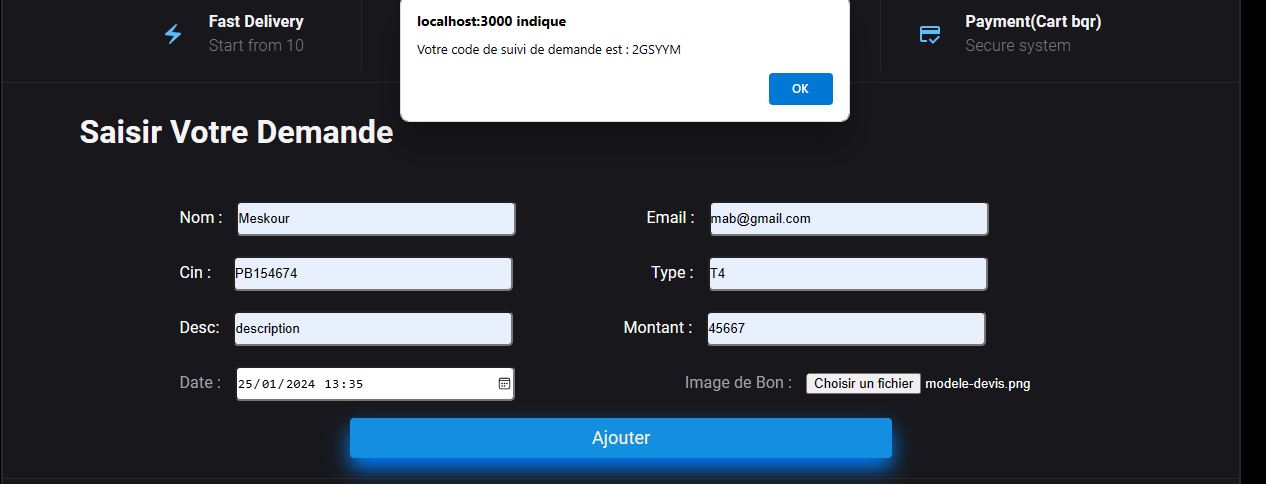 Fast Delivery
Start from 10
localhost:3000 indique
Votre code de suivi de demande est : 2GSYYM
OK
Payment(Cart bqr)
Secure system
Saisir Votre Demande
Nom : Meskour
Email : mab@gmail.com
Cin : PB154674
Type : T4
Desc: description
Montant : 45667
Date : 25/01/2024 13:35
Image de Bon : Choisir un fichier modele-devis.png
Ajouter